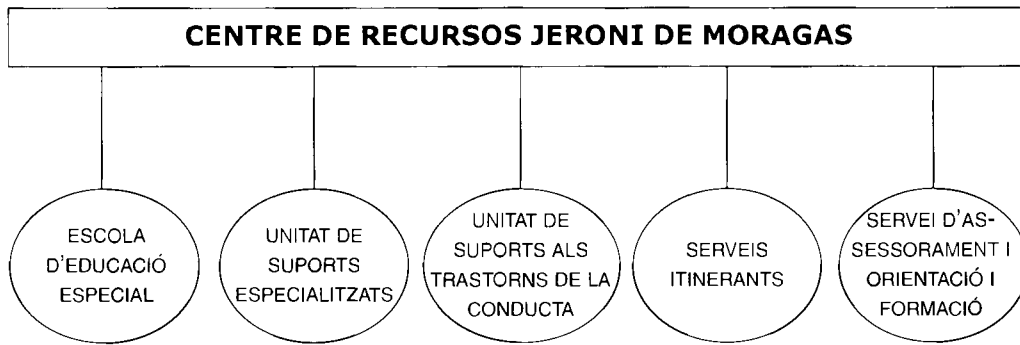 CENTRE DE RECURSOS JERONI DE MORAGAS
ESCOLA
D'EDUCACIÓ
ESPECIAL
UNITAT DE
SUPORTS
ESPECIALITZATS
UNITAT DE
SUPORTS ALS
TRASTORNS DE LA
CONDUCTA
SERVEIS
ITINERANTS
SERVEI D'AS-
SESSORAMENT I
ORIENTACIÓ I
FORMACIÓ